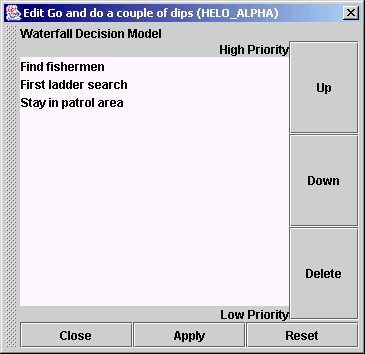 Edit Go and do a couple of dips (HELO_ALPHA)
Waterfall Decision Model
High Priority
Find fishermen
First ladder search
Stay in patrol area
Up
Down
Delete
Low Priority
Close Apply Reset